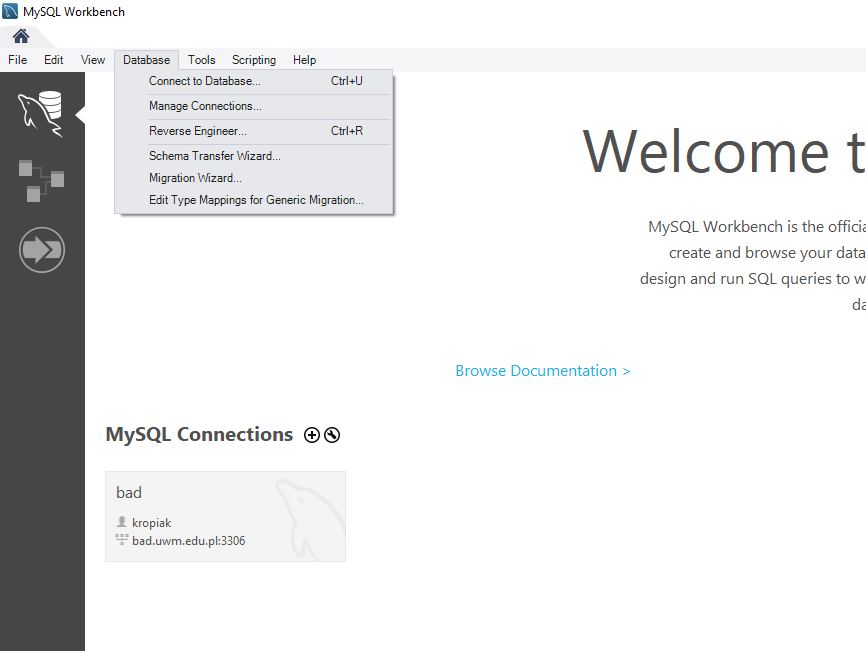 MySQL Workbench
File Edit View Database Tools Scripting Help
Connect to Database... Ctrl+U
Manage Connections...
Reverse Engineer... Ctrl+R
Schema Transfer Wizard...
Migration Wizard...
Edit Type Mappings for Generic Migration...
Welcome t
MySQL Workbench is the officia
create and browse your data
design and run SQL queries to w
da
Browse Documentation >
MySQL Connections
bad
kropiak
bad.uwm.edu.pl:3306